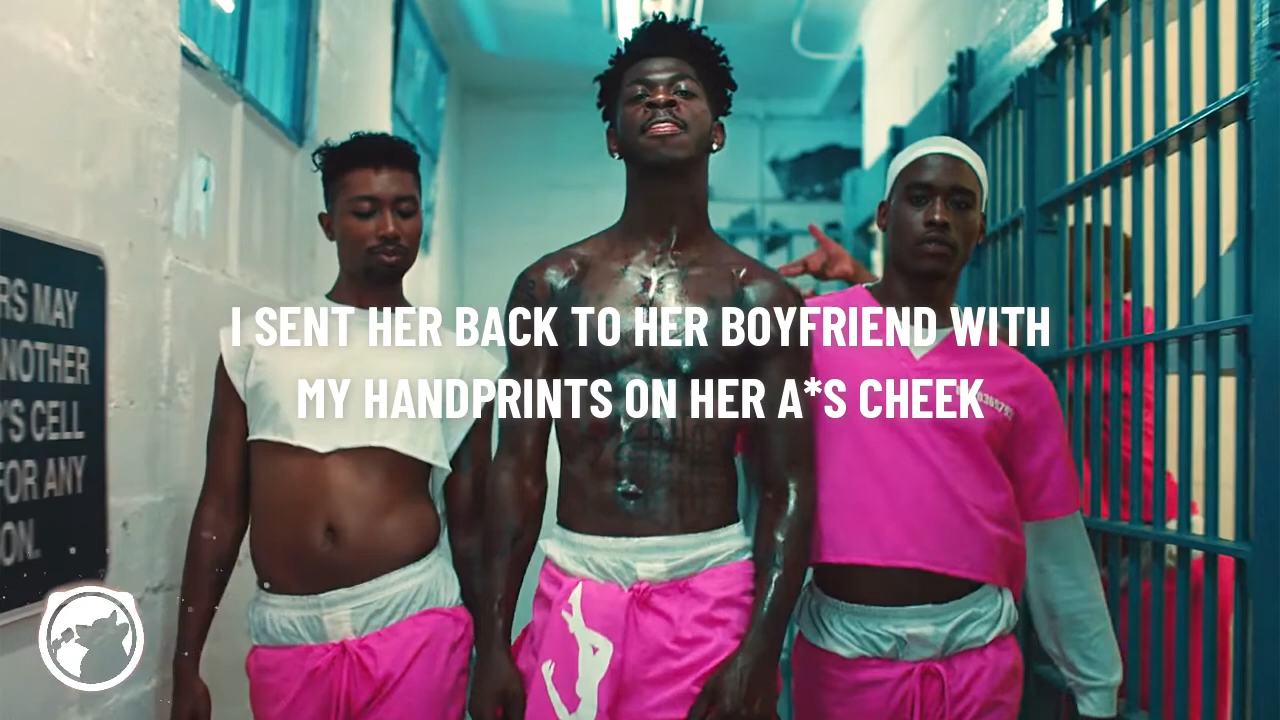 RS MAY
NOTHER
'S CELL
FOR ANY
ON.
I SENT HER BACK TO HER BOYFRIEND WITH
MY HANDPRINTS ON HER A*S CHEEK